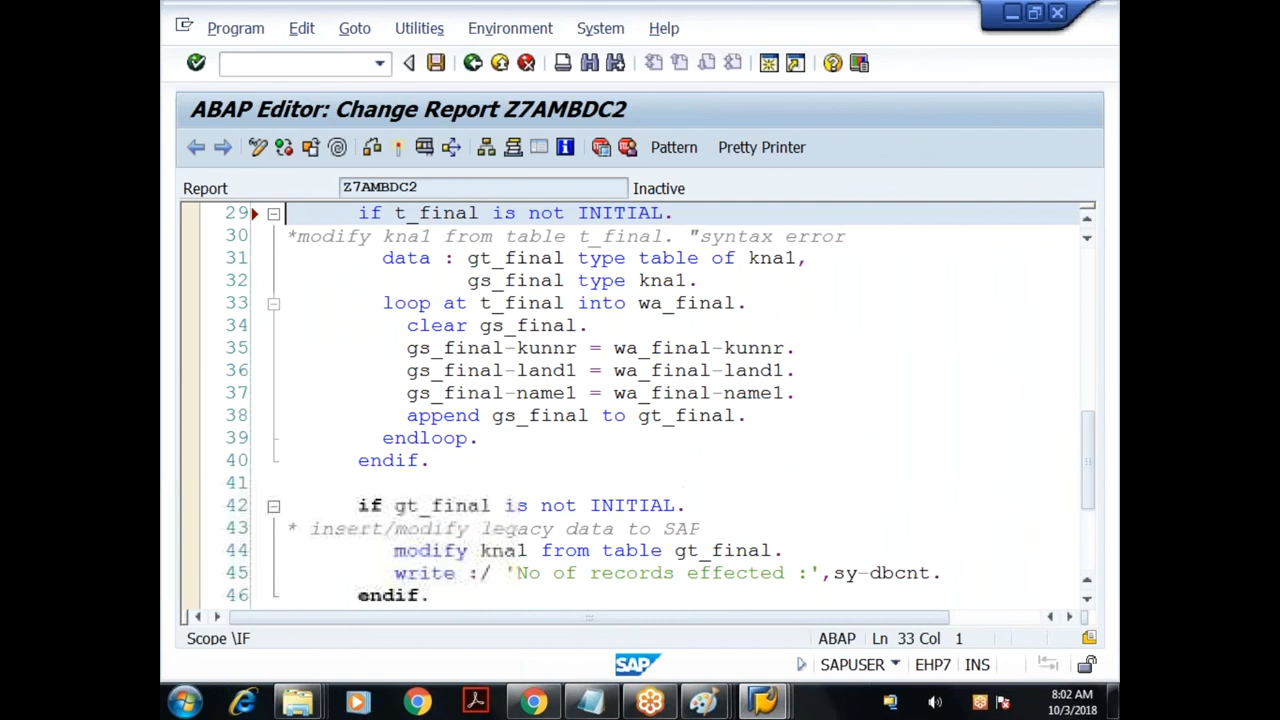 Program Edit Goto Utilities Environment System Help
ABAP Editor: Change Report Z7AMBDC2
Pattern Pretty Printer
Report Z7AMBDC2 Inactive
29 if t_final is not INITIAL.
30 *modify kna1 from table t_final. "syntax error
31 data : gt_final type table of kna1,
32 gs_final type kna1.
33 loop at t_final into wa_final.
34 clear gs_final.
35 gs_final-kunnr = wa_final-kunnr.
36 gs_final-land1 = wa_final-land1.
37 gs_final-name1 = wa_final-name1.
38 append gs_final to gt_final.
39 endloop.
40 endif.
41
42 if gt_final is not INITIAL.
43 * insert/modify legacy data to SAP
44 modify kna1 from table gt_final.
45 write :/ 'No of records effected :',sy-dbcnt.
46 endif.
Scope \IF ABAP Ln 33 Col 1
SAP SAPUSER EHP7 INS
8:02 AM
10/3/2018